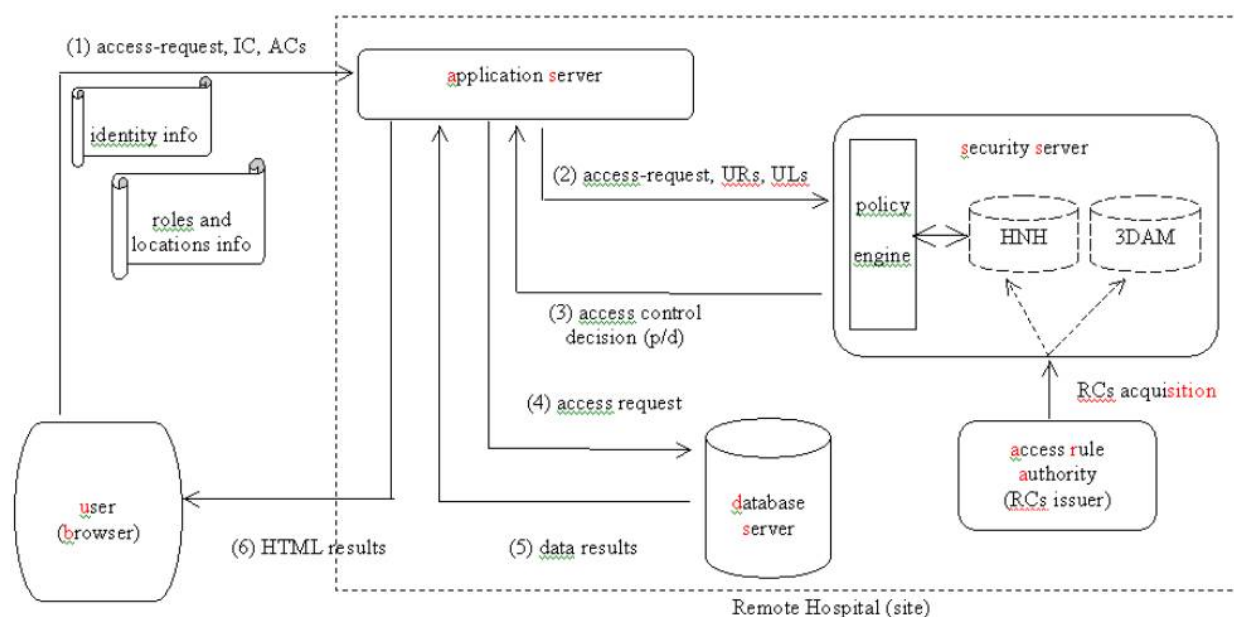 (1) access-request, IC, ACs
identity info
roles and
locations info
application server
(2) access-request, URs, ULs
security server
policy
engine
HNH
3DAM
(3) access control
decision (p/d)
RCs acquisition
(4) access request
access rule
authority
(RCs issuer)
user
(browser)
database
server
(6) HTML results
(5) data results
Remote Hospital (site)